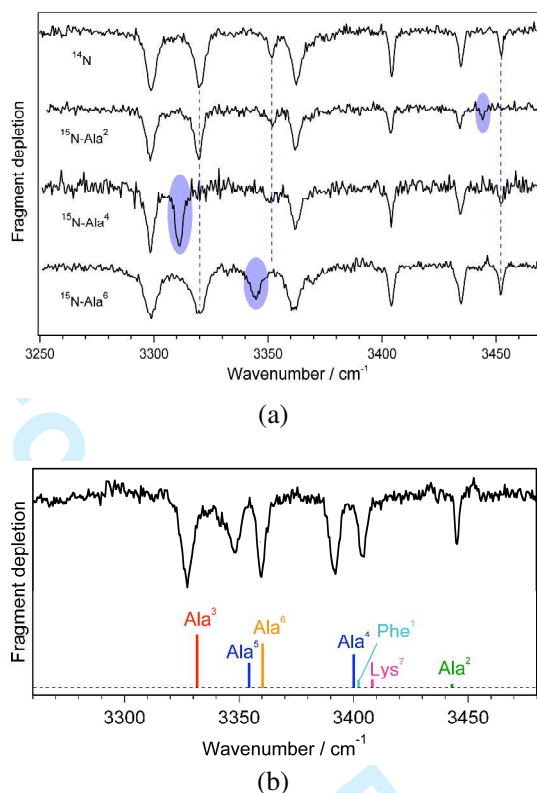 ¹⁴N
¹⁵N-Ala²
¹⁵N-Ala⁴
¹⁵N-Ala⁶
Fragment depletion
3250 3300 3350 3400 3450
Wavenumber / cm⁻¹
(a)
Fragment depletion
Ala³
Ala⁵
Ala⁶
Ala⁴
Phe¹
Lys⁷
Ala²
3300 3350 3400 3450
Wavenumber / cm⁻¹
(b)